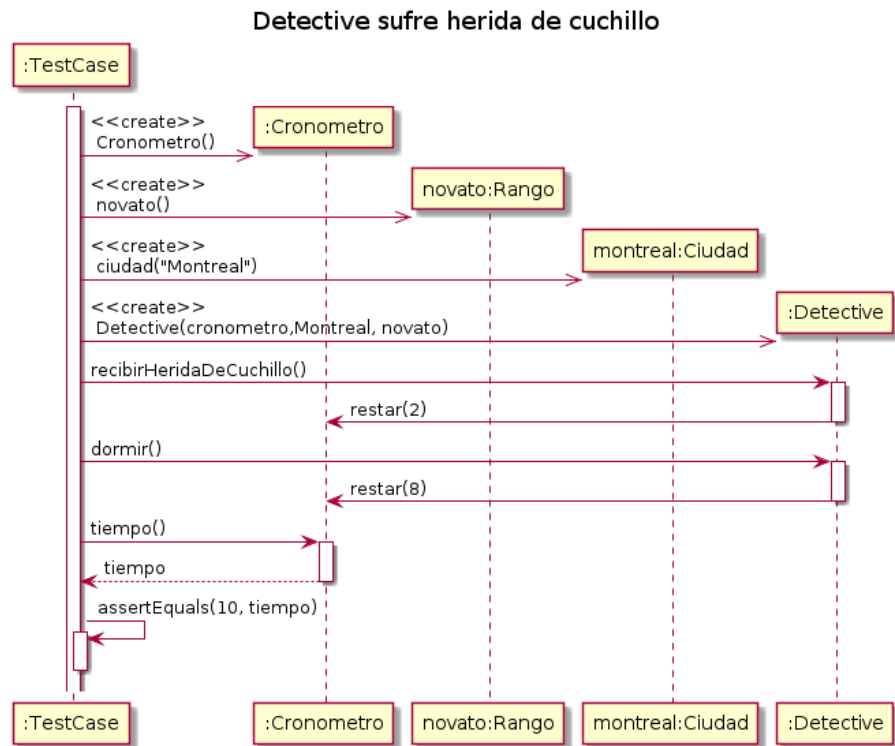 Detective sufre herida de cuchillo
:TestCase
<<create>>
Cronometro()
:Cronometro
<<create>>
novato()
novato:Rango
<<create>>
ciudad("Montreal")
montreal:Ciudad
<<create>>
Detective(cronometro,Montreal, novato)
:Detective
recibirHeridaDeCuchillo()
restar(2)
dormir()
restar(8)
tiempo()
tiempo
assertEquals(10, tiempo)
:TestCase
:Cronometro
novato:Rango
montreal:Ciudad
:Detective